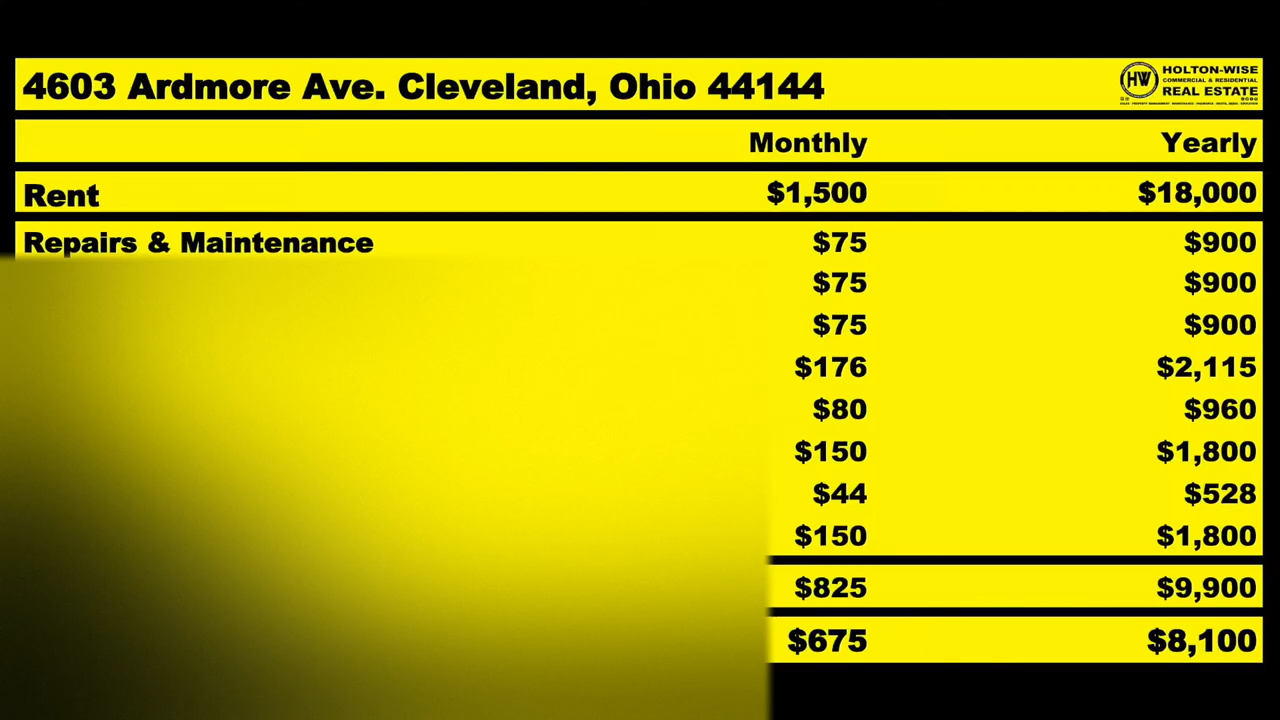 4603 Ardmore Ave. Cleveland, Ohio 44144
HW
HOLTON-WISE
COMMERCIAL & RESIDENTIAL
REAL ESTATE
Monthly Yearly
Rent $1,500 $18,000
Repairs & Maintenance $75 $900
$75 $900
$75 $900
$176 $2,115
$80 $960
$150 $1,800
$44 $528
$150 $1,800
$825 $9,900
$675 $8,100